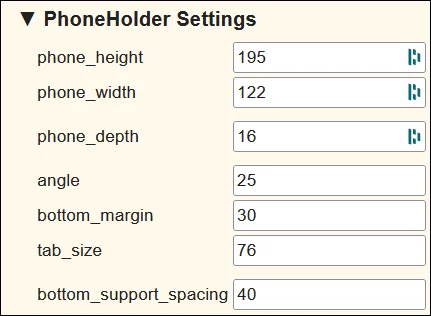 ▼ PhoneHolder Settings
phone_height 195
phone_width 122
phone_depth 16
angle 25
bottom_margin 30
tab_size 76
bottom_support_spacing 40